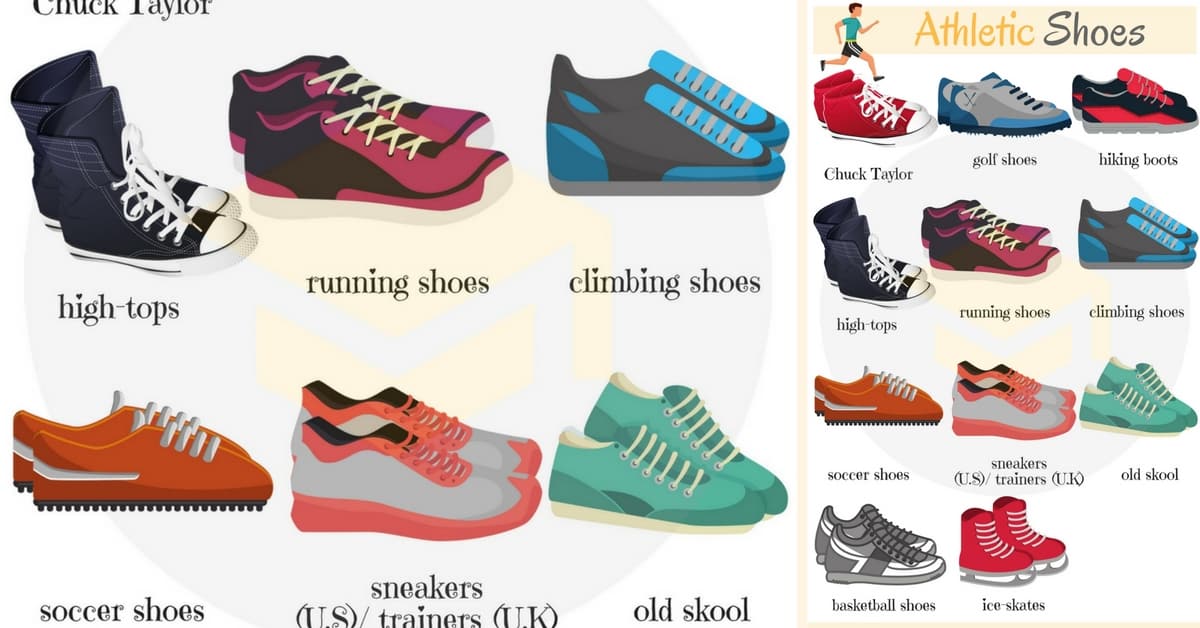 Chuck Taylor
high-tops
running shoes
climbing shoes
soccer shoes
sneakers
(U.S)/ trainers (U.K)
old skool
Athletic Shoes
Chuck Taylor
golf shoes
hiking boots
high-tops
running shoes
climbing shoes
soccer shoes
sneakers
(U.S)/ trainers (U.K)
old skool
basketball shoes
ice-skates